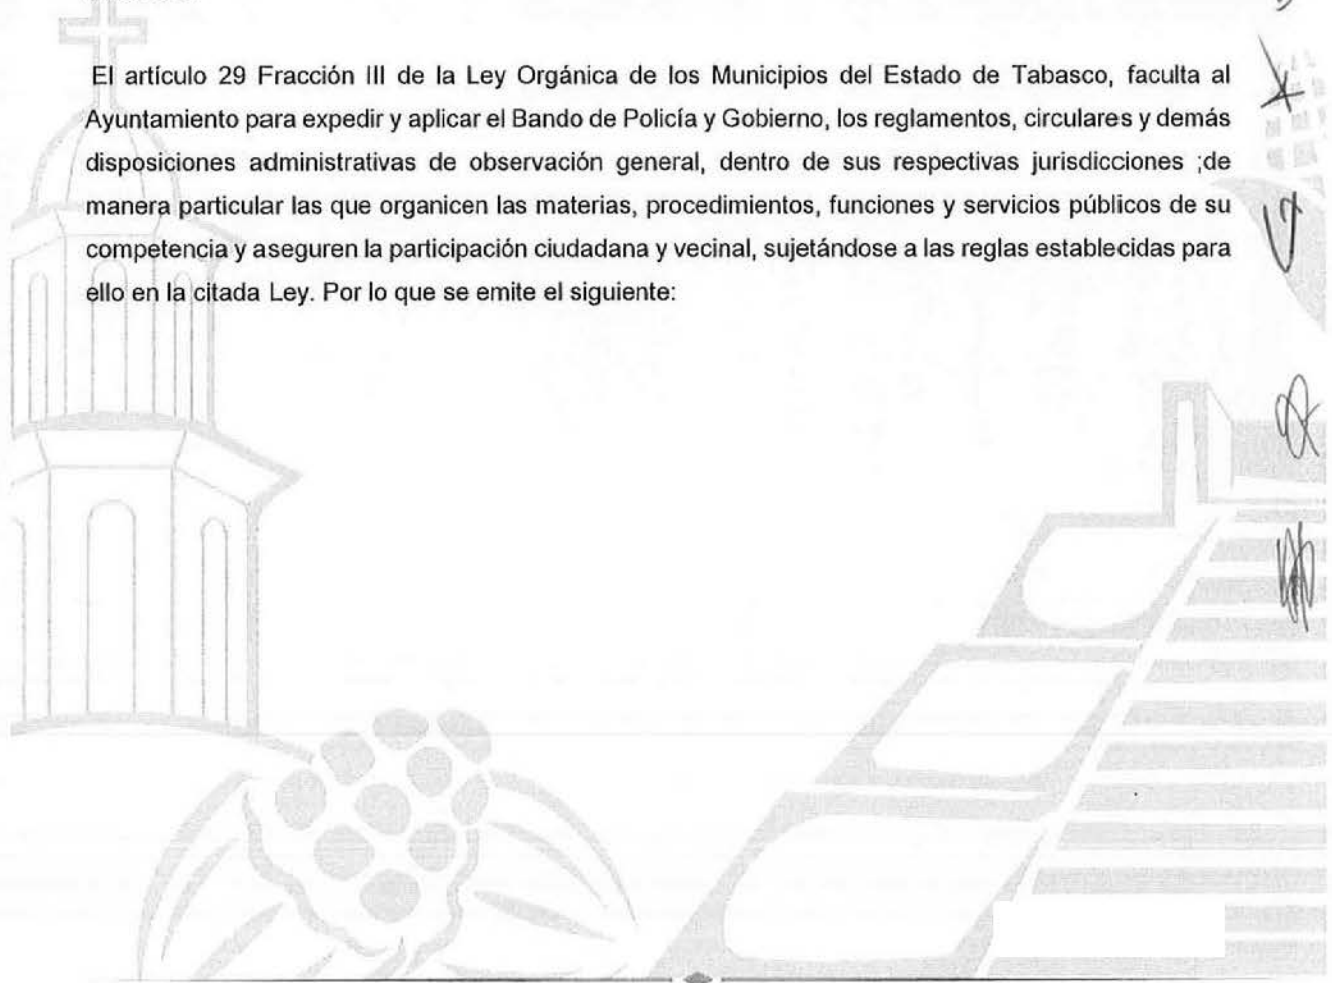 El artículo 29 Fracción III de la Ley Orgánica de los Municipios del Estado de Tabasco, faculta al
Ayuntamiento para expedir y aplicar el Bando de Policía y Gobierno, los reglamentos, circulares y demás
disposiciones administrativas de observación general, dentro de sus respectivas jurisdicciones ;de
manera particular las que organicen las materias, procedimientos, funciones y servicios públicos de su
competencia y aseguren la participación ciudadana y vecinal, sujetándose a las reglas establecidas para
ello en la citada Ley. Por lo que se emite el siguiente: